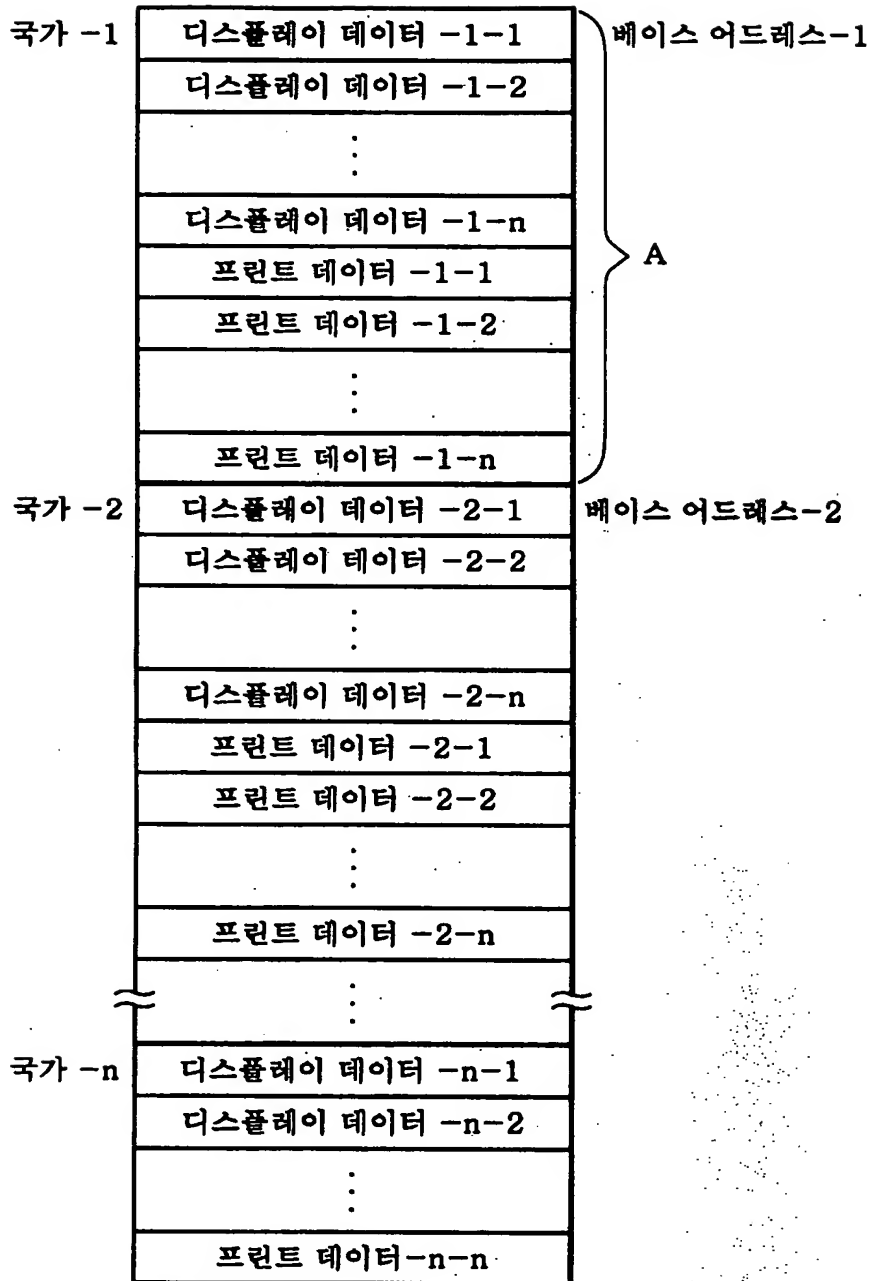 국가 -1 디스플레이 데이터 -1-1 베이스 어드레스-1
디스플레이 데이터 -1-2
디스플레이 데이터 -1-n
프린트 데이터 -1-1
A
프린트 데이터 -1-2
프린트 데이터 -1-n
국가 -2 디스플레이 데이터 -2-1 베이스 어드레스-2
디스플레이 데이터 -2-2
디스플레이 데이터 -2-n
프린트 데이터 -2-1
프린트 데이터 -2-2
프린트 데이터 -2-n
국가 -n 디스플레이 데이터 -n-1
디스플레이 데이터 -n-2
프린트 데이터-n-n